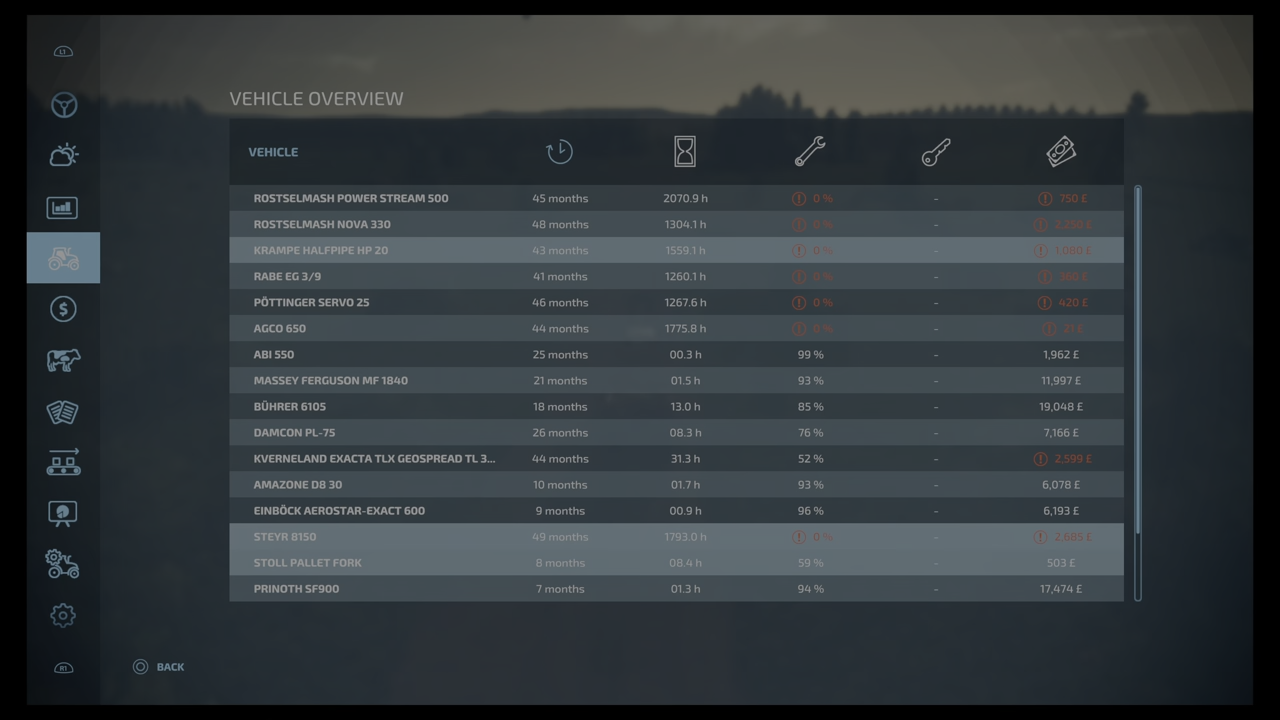 L1
VEHICLE OVERVIEW
VEHICLE
ROSTSELMASH POWER STREAM 500 45 months 2070.9 h 0 % - 750 £
ROSTSELMASH NOVA 330 48 months 1304.1 h 0 % - 2,255 £
KRAMPE HALFPIPE HP 20 43 months 1559.1 h 0 % - 1,080 £
RABE EG 3/9 41 months 1260.1 h 0 % - £
PÖTTINGER SERVO 25 46 months 1267.6 h 0 % - 420 £
AGCO 650 44 months 1775.8 h 0 % - 21 £
ABI 550 25 months 00.3 h 99 % - 1,962 £
MASSEY FERGUSON MF 1840 21 months 01.5 h 93 % - 11,997 £
BÜHRER 6105 18 months 13.0 h 85 % - 19,048 £
DAMCON PL-75 26 months 08.3 h 76 % - 7,166 £
KVERNELAND EXACTA TLX GEOSPREAD TL 3... 44 months 31.3 h 52 % - 2,599 £
AMAZONE D8 30 10 months 01.7 h 93 % - 6,078 £
EINBÖCK AEROSTAR-EXACT 600 9 months 00.9 h 96 % - 6,193 £
STEYR 8150 49 months 1793.0 h 0 % - 2,685 £
STOLL PALLET FORK 8 months 08.4 h 59 % - 503 £
PRINOTH SF900 7 months 01.3 h 94 % - 17,474 £
R1
BACK